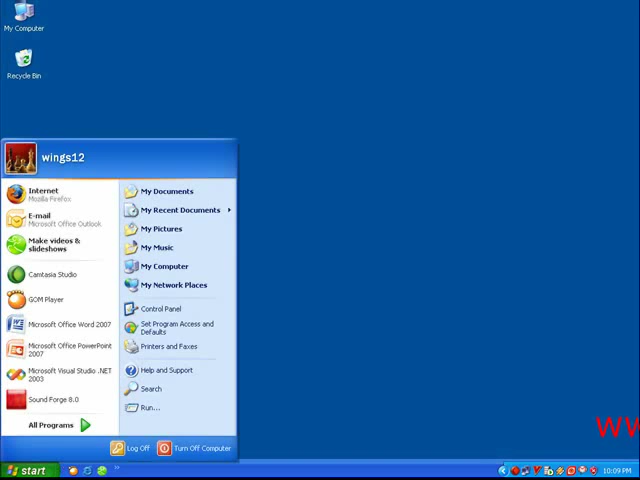 My Computer
Recycle Bin
wings12
Internet
Mozilla Firefox
E-mail
Microsoft Office Outlook
Make videos &
slideshows
Camtasia Studio
GOM Player
Microsoft Office Word 2007
Microsoft Office PowerPoint
2007
Microsoft Visual Studio .NET
2003
Sound Forge 8.0
All Programs
My Documents
My Recent Documents
My Pictures
My Music
My Computer
My Network Places
Control Panel
Set Program Access and
Defaults
Printers and Faxes
Help and Support
Search
Run...
Log Off
Turn Off Computer
start
10:09 PM